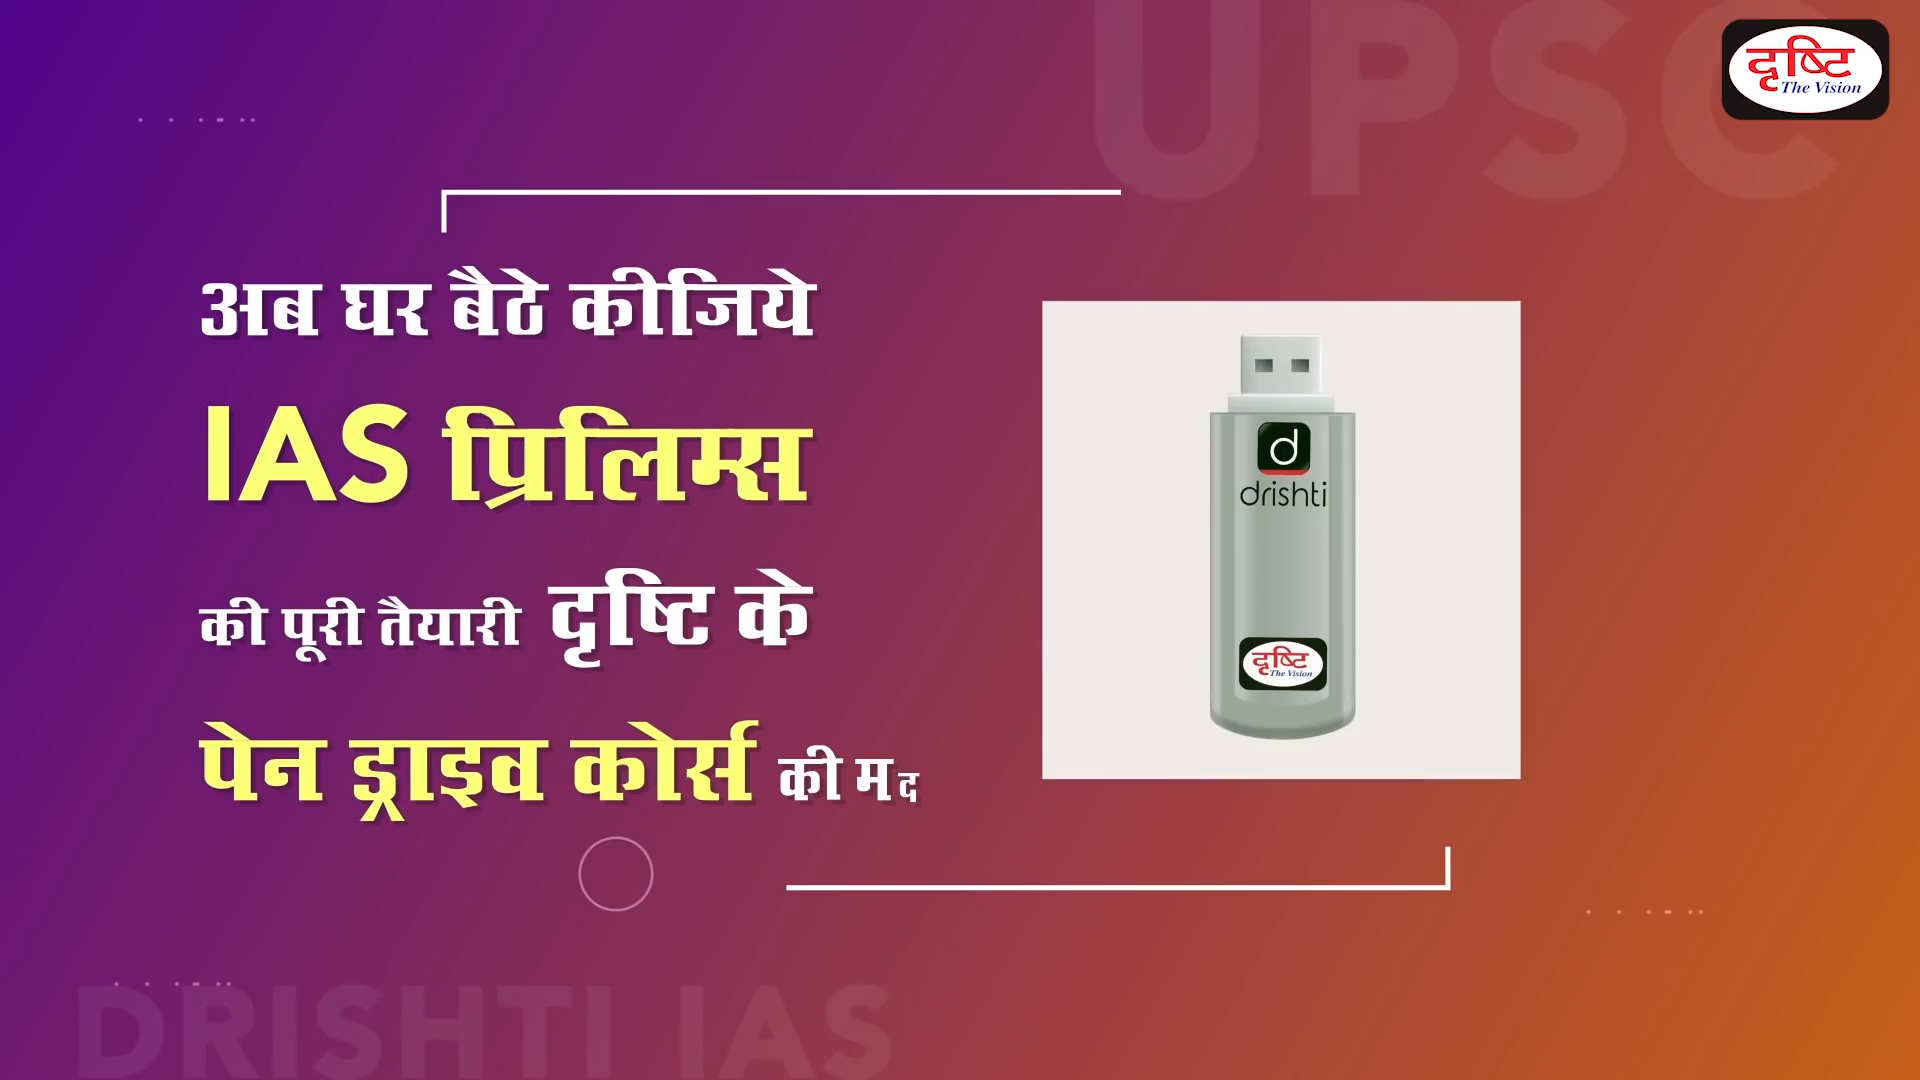 UPSC
दृष्टि
The Vision
अब घर बैठे कीजिये
IAS प्रिलिम्स
की पूरी तैयारी दृष्टि के
पेन ड्राइव कोर्स की मद
d
drishti
दृष्टि
The Vision
DRISHTI IAS